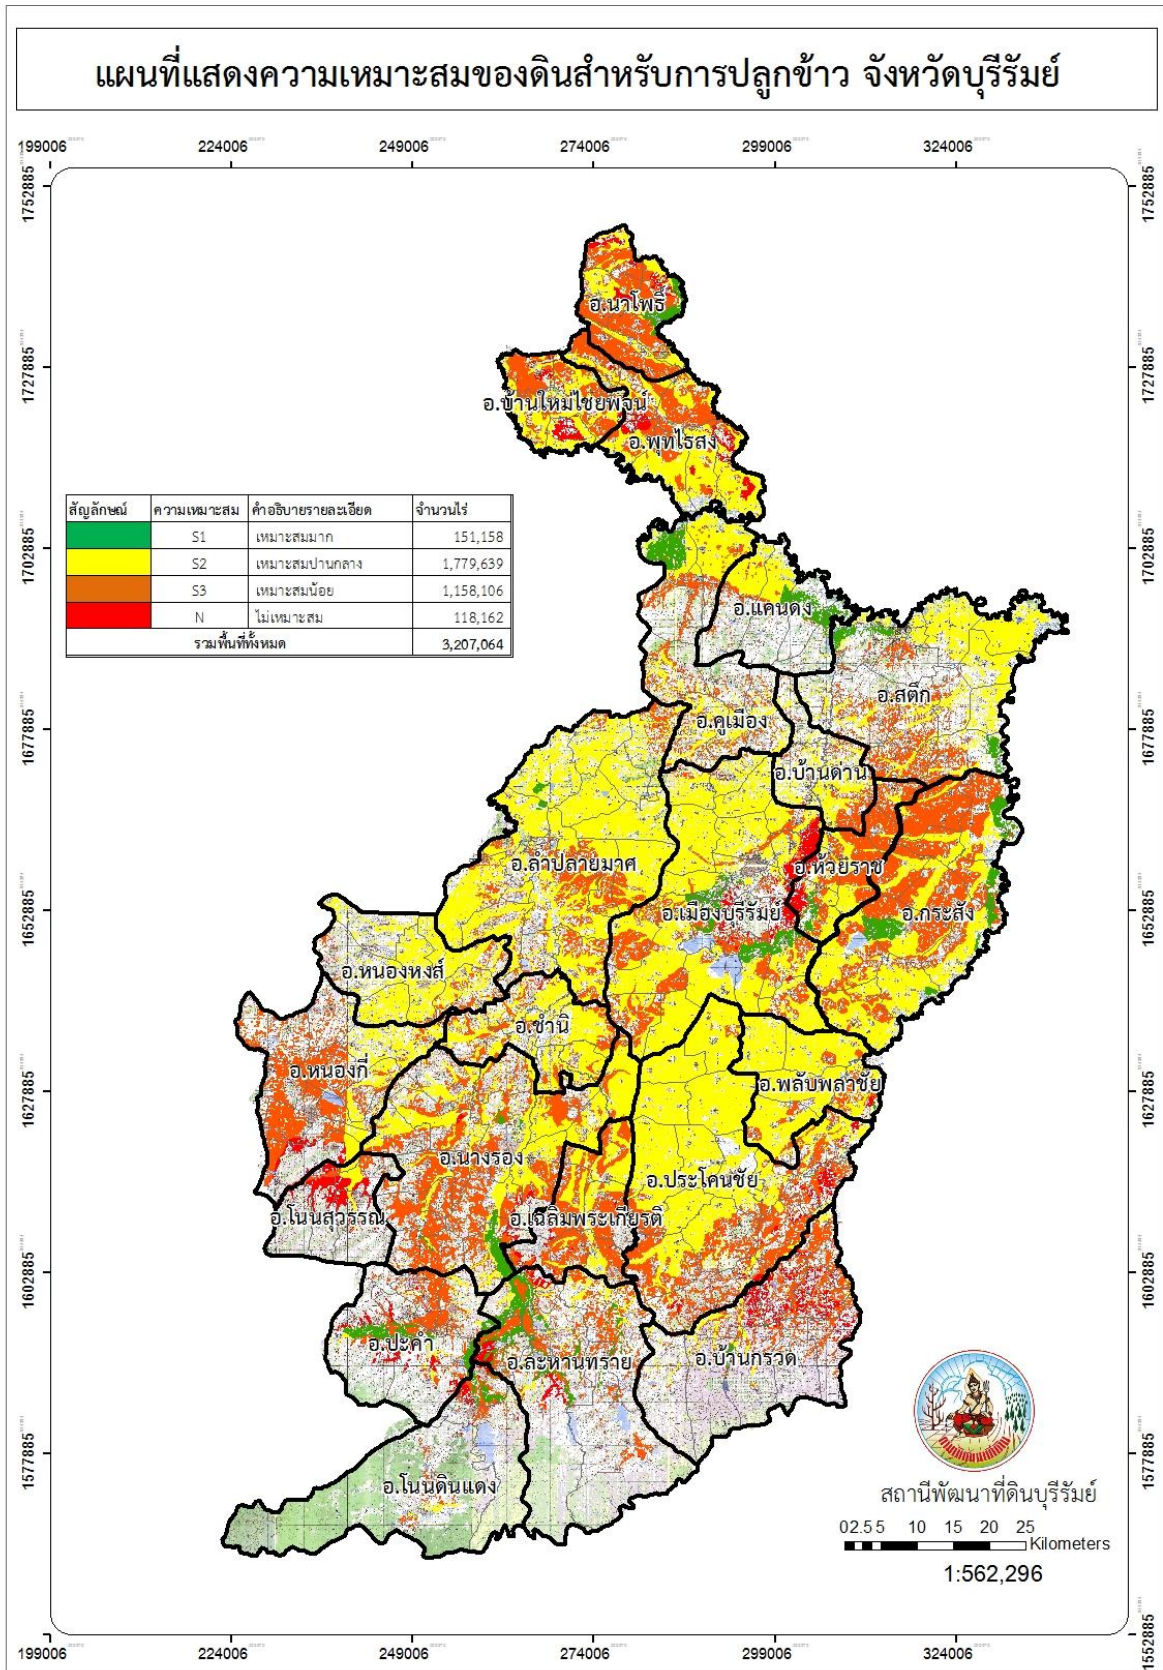 แผนที่แสดงความเหมาะสมของดินสำหรับการปลูกข้าว จังหวัดบุรีรัมย์
199006 224006 249006 274006 299006 324006
1752885 1752885
อ.นาโพธิ์
1727885 1727885
อ.บ้านใหม่ไชยพจน์
อ.พุทไธสง
สัญลักษณ์ ความเหมาะสม คำอธิบายรายละเอียด จำนวนไร่
S1 เหมาะสมมาก 151,158
S2 เหมาะสมปานกลาง 1,779,639
S3 เหมาะสมน้อย 1,158,106
N ไม่เหมาะสม 118,162
รวมพื้นที่ทั้งหมด 3,207,064
1702885 1702885
อ.แคนดง
อ.สตึก
อ.คูเมือง
1677885 1677885
อ.บ้านด่าน
อ.ลำปลายมาศ
อ.ห้วยราช
อ.เมืองบุรีรัมย์
อ.กระสัง
1652885 1652885
อ.หนองหงส์
อ.ชำนิ
อ.หนองกี่
อ.พลับพลาชัย
1627885 1627885
อ.นางรอง
อ.ประโคนชัย
อ.โนนสุวรรณ
อ.เฉลิมพระเกียรติ
1602885 1602885
อ.ปะคำ
อ.ละหานทราย
อ.บ้านกรวด
1577885 1577885
อ.โนนดินแดง
สถานีพัฒนาที่ดินบุรีรัมย์
02.5 5 10 15 20 25
Kilometers
1:562,296
1552885 1552885
199006 224006 249006 274006 299006 324006